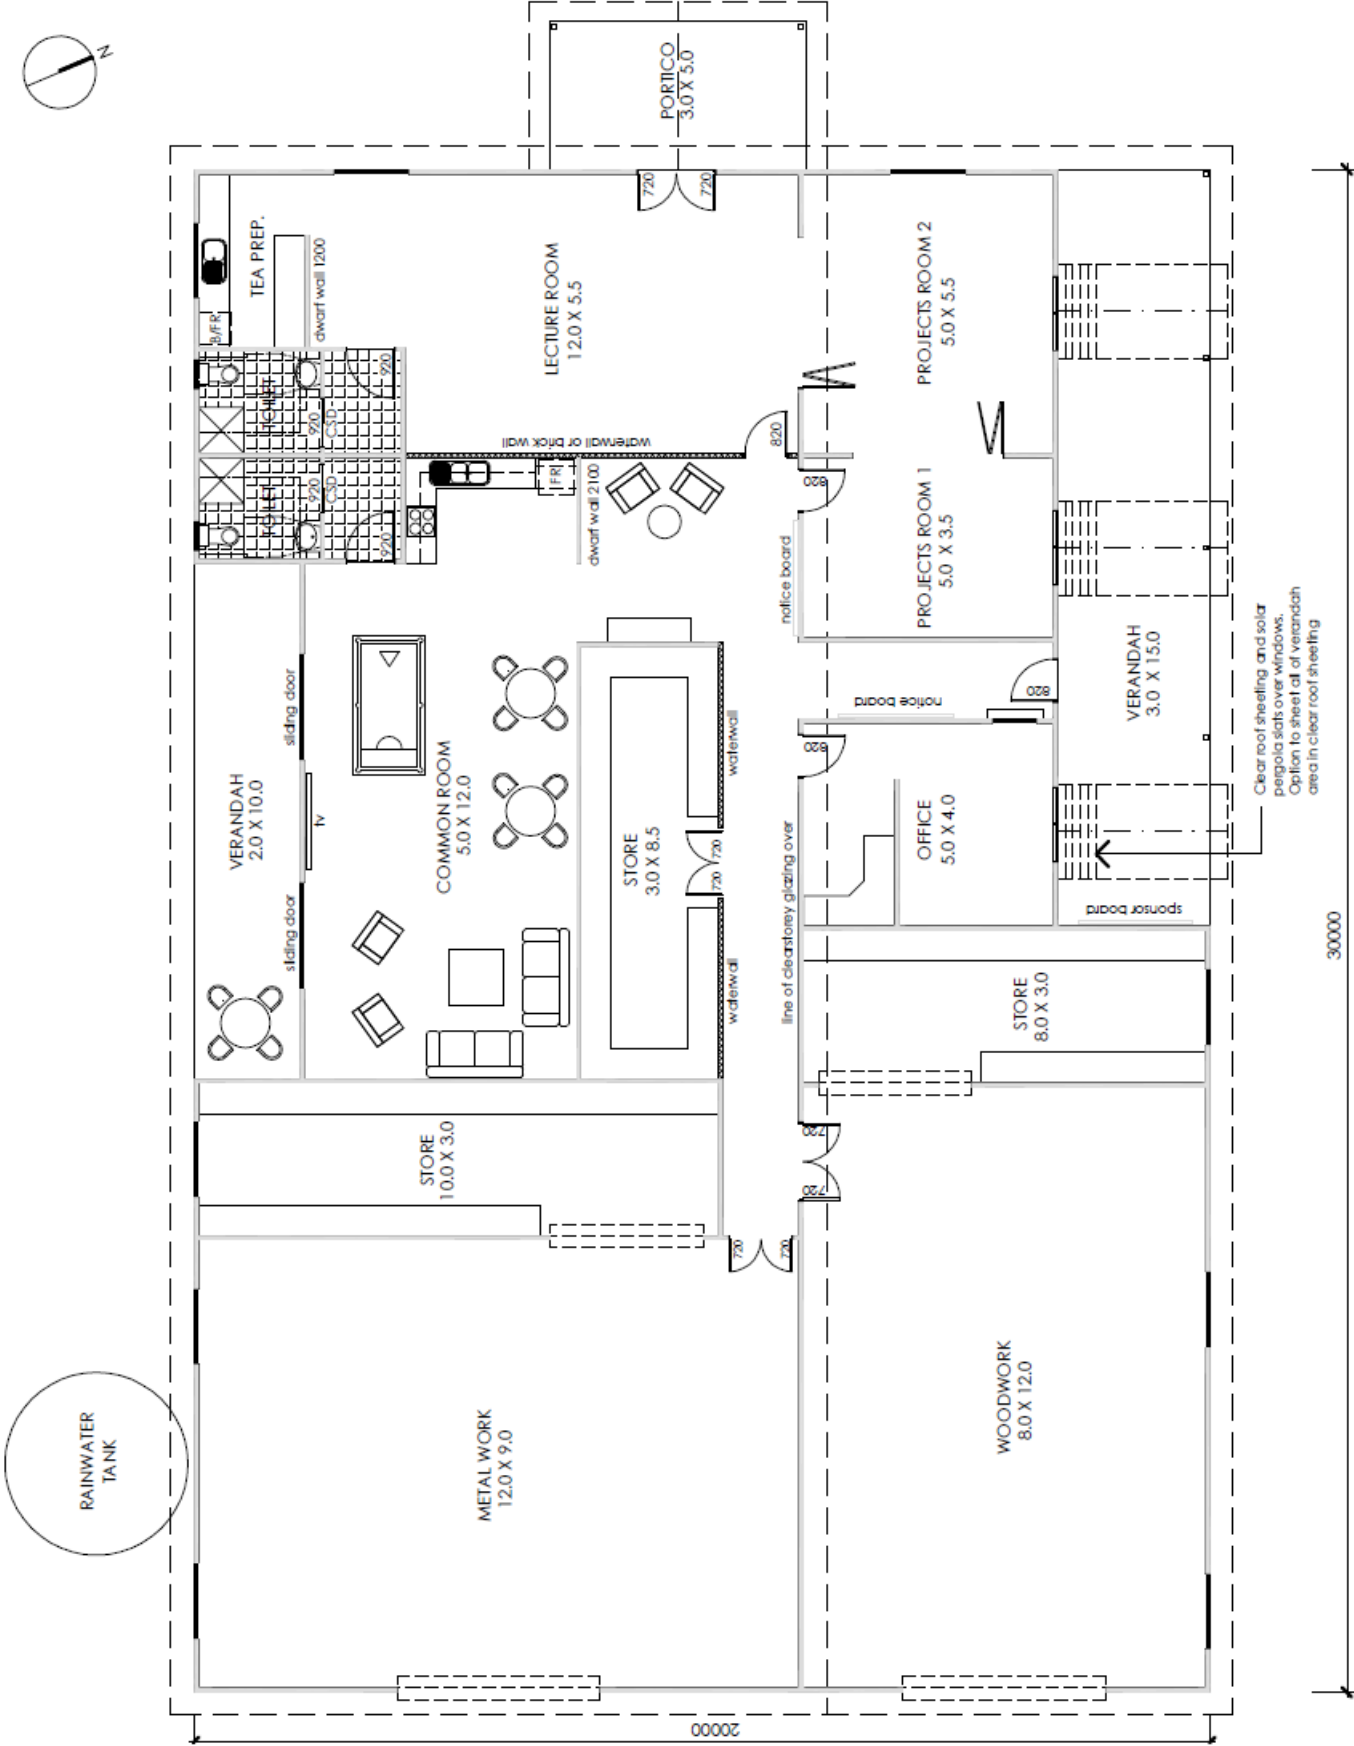 N
PORTICO
3.0 X 5.0
720
720
TEA PREP.
B/FR
dwarf wall 1200
LECTURE ROOM
12.0 X 5.5
PROJECTS ROOM 2
5.0 X 5.5
TOILET
920
CSD
920
TOILET
920
CSD
920
waterwall or brick wall
820
FR
dwarf wall 2100
820
notice board
PROJECTS ROOM 1
5.0 X 3.5
VERANDAH
2.0 X 10.0
sliding door
sliding door
tv
COMMON ROOM
5.0 X 12.0
STORE
3.0 X 8.5
720
720
waterwall
waterwall
line of clearstorey glazing over
notice board
820
820
OFFICE
5.0 X 4.0
VERANDAH
3.0 X 15.0
sponsor board
Clear roof sheeting and solar
pergola slats over windows.
Option to sheet all of verandah
area in clear roof sheeting
STORE
10.0 X 3.0
STORE
8.0 X 3.0
720
720
720
720
RAINWATER
TANK
METAL WORK
12.0 X 9.0
WOODWORK
8.0 X 12.0
30000
20000